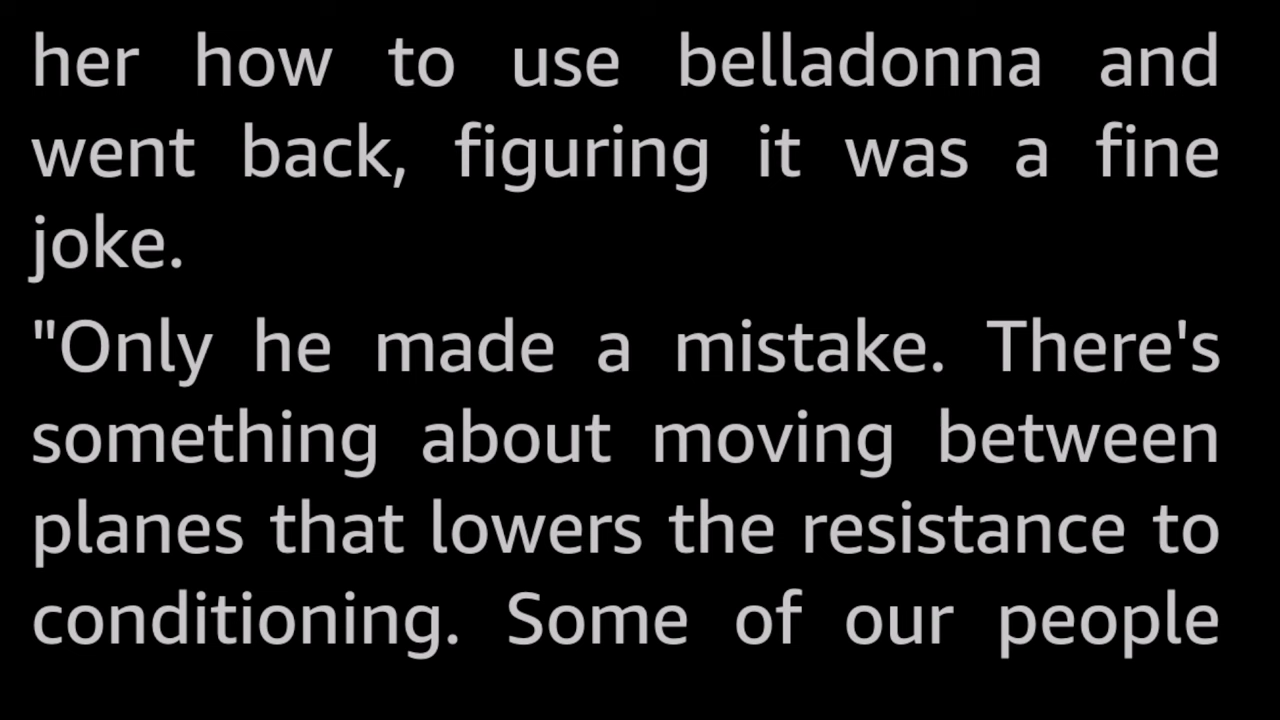 her how to use belladonna and
went back, figuring it was a fine
joke.
"Only he made a mistake. There's
something about moving between
planes that lowers the resistance to
conditioning. Some of our people